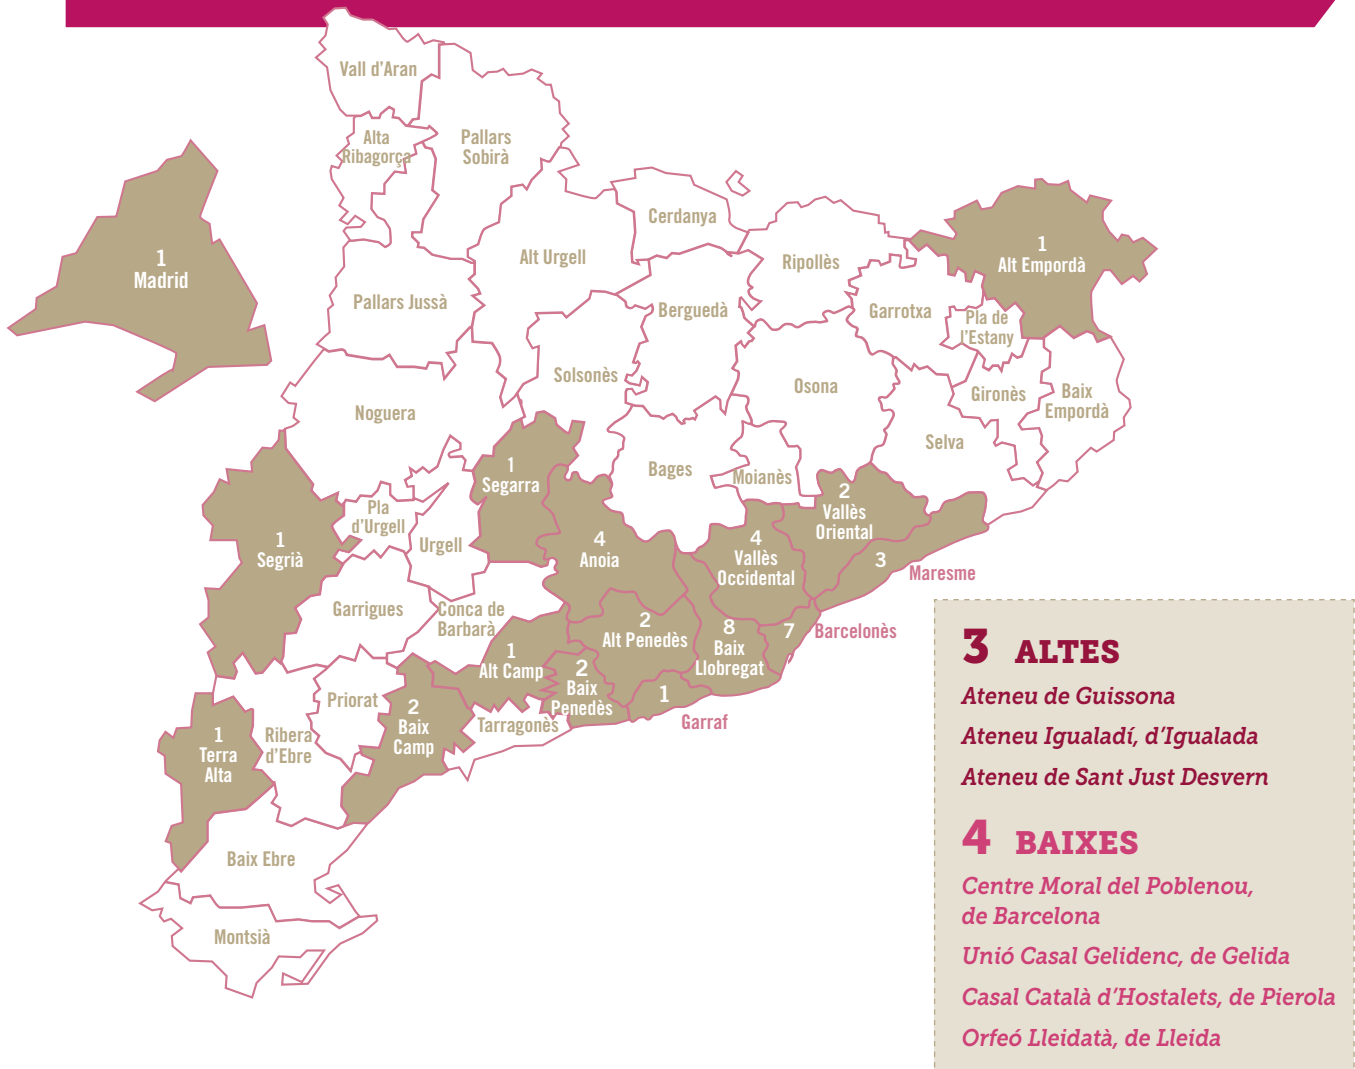 Vall d'Aran
Alta
Ribagorça
Pallars
Sobirà
1
Madrid
Cerdanya
Alt Urgell
Ripollès
1
Alt Empordà
Pallars Jussà
Berguedà
Garrotxa
Pla de
l'Estany
Solsonès
Osona
Gironès
Baix
Empordà
Noguera
Selva
Bages
Moianès
1
Segarra
2
Vallès
Oriental
Pla
d'Urgell
Urgell
1
Segrià
4
Anoia
4
Vallès
Occidental
3
Maresme
Garrigues
Conca de
Barbarà
2
Alt Penedès
8
Baix
Llobregat
7
Barcelonès
1
Alt Camp
2
Baix
Penedès
1
Garraf
Priorat
2
Baix
Camp
Tarragonès
1
Terra
Alta
Ribera
d'Ebre
Baix Ebre
Montsià
3 ALTES
Ateneu de Guissona
Ateneu Igualadí, d'Igualada
Ateneu de Sant Just Desvern
4 BAIXES
Centre Moral del Poblenou,
de Barcelona
Unió Casal Gelidenc, de Gelida
Casal Català d'Hostalets, de Pierola
Orfeó Lleidatà, de Lleida